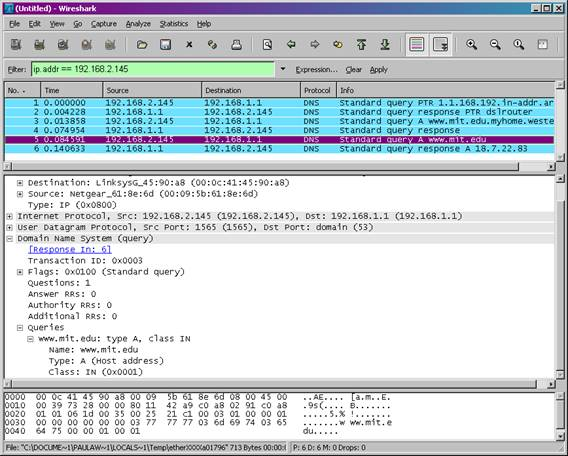 (Untitled) - Wireshark
File Edit View Go Capture Analyze Statistics Help
Filter: ip.addr == 192.168.2.145 Expression... Clear Apply
No. Time Source Destination Protocol Info
1 0.000000 192.168.2.145 192.168.1.1 DNS Standard query PTR 1.1.168.192.in-addr.ar
2 0.004228 192.168.2.145 192.168.1.1 DNS Standard query response PTR dslrouter
3 0.013858 192.168.2.145 192.168.1.1 DNS Standard query A www.mit.edu.myhome.weste
4 0.074954 192.168.2.145 192.168.1.1 DNS Standard query response
5 0.084591 192.168.2.145 192.168.1.1 DNS Standard query A www.mit.edu
6 0.140633 192.168.2.145 192.168.1.1 DNS Standard query response A 18.7.22.83
Destination: LinksysG_45:90:a8 (00:0c:41:45:90:a8)
Source: Netgear_61:8e:6d (00:09:5b:61:8e:6d)
Type: IP (0x0800)
Internet Protocol, Src: 192.168.2.145 (192.168.2.145), Dst: 192.168.1.1 (192.168.1.1)
User Datagram Protocol, Src Port: 1565 (1565), Dst Port: domain (53)
Domain Name System (query)
[Response In: 6]
Transaction ID: 0x0003
Flags: 0x0100 (Standard query)
Questions: 1
Answer RRs: 0
Authority RRs: 0
Additional RRs: 0
Queries
www.mit.edu: type A, class IN
Name: www.mit.edu
Type: A (Host address)
Class: IN (0x0001)
0000 00 0c 41 45 90 a8 00 09 5b 61 8e 6d 08 00 45 00 ..AE.... [a.m..E.
0010 00 39 73 28 00 00 80 11 42 a9 c0 a8 02 91 c0 a8 .9s(.... B.......
0020 01 01 06 1d 00 35 00 25 21 c1 00 03 01 00 00 01 .....5.% !.......
0030 00 00 00 00 00 00 03 77 77 77 03 6d 69 74 03 65 .......w ww.mit.e
0040 64 75 00 00 01 00 01 du.....
File: "C:\DOCUME~1\PAULAW~1\LOCALS~1\Temp\etherXXXXa01796" 713 Bytes 00:00:0 P: 6 D: 6 M: 0 Drops: 0